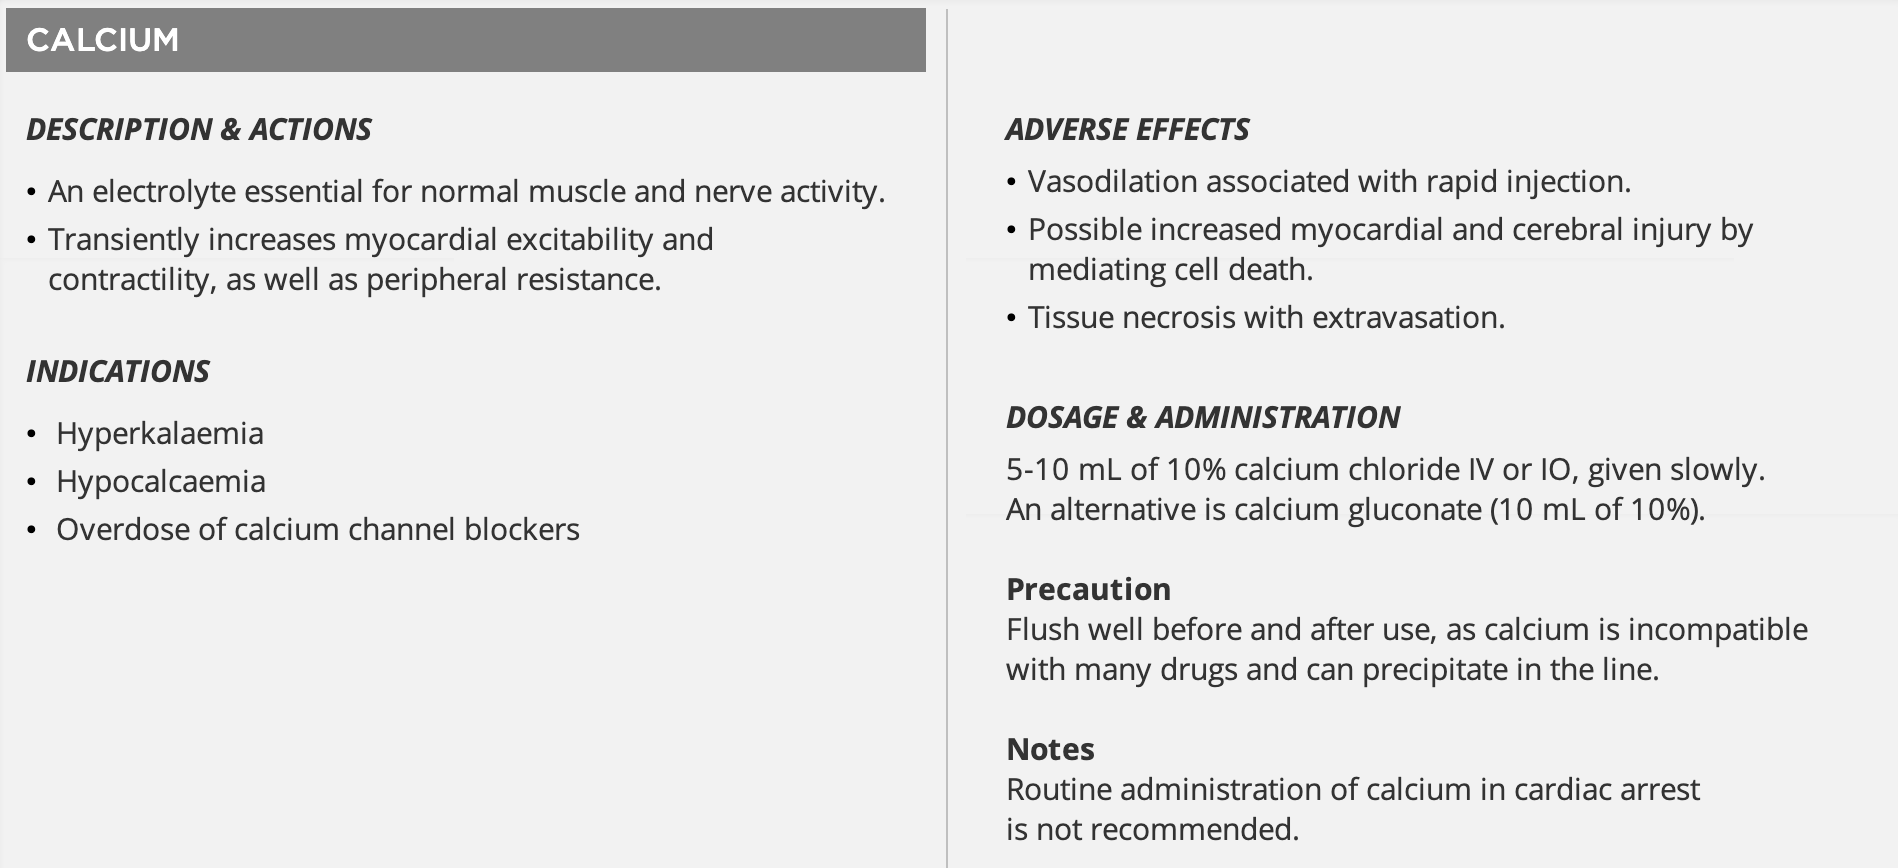 CALCIUM
DESCRIPTION & ACTIONS
• An electrolyte essential for normal muscle and nerve activity.
• Transiently increases myocardial excitability and
contractility, as well as peripheral resistance.
INDICATIONS
• Hyperkalaemia
• Hypocalcaemia
• Overdose of calcium channel blockers
ADVERSE EFFECTS
• Vasodilation associated with rapid injection.
• Possible increased myocardial and cerebral injury by
mediating cell death.
• Tissue necrosis with extravasation.
DOSAGE & ADMINISTRATION
5-10 mL of 10% calcium chloride IV or IO, given slowly.
An alternative is calcium gluconate (10 mL of 10%).
Precaution
Flush well before and after use, as calcium is incompatible
with many drugs and can precipitate in the line.
Notes
Routine administration of calcium in cardiac arrest
is not recommended.